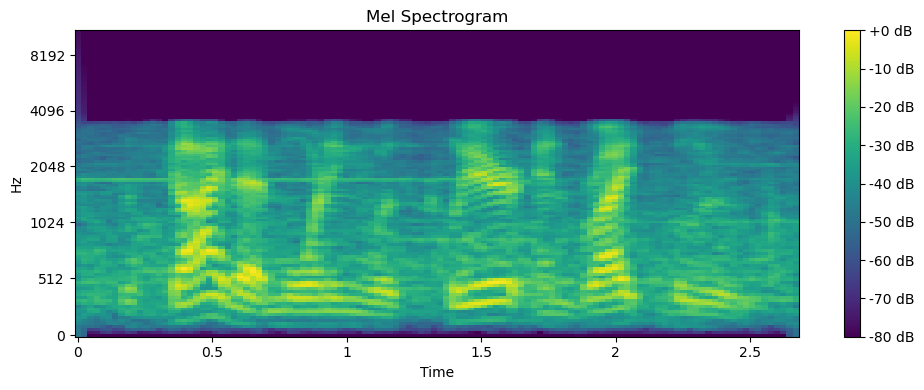 Mel Spectrogram
Hz
8192
4096
2048
1024
512
0
0
0.5
1
1.5
2
2.5
Time
+0 dB
-10 dB
-20 dB
-30 dB
-40 dB
-50 dB
-60 dB
-70 dB
-80 dB